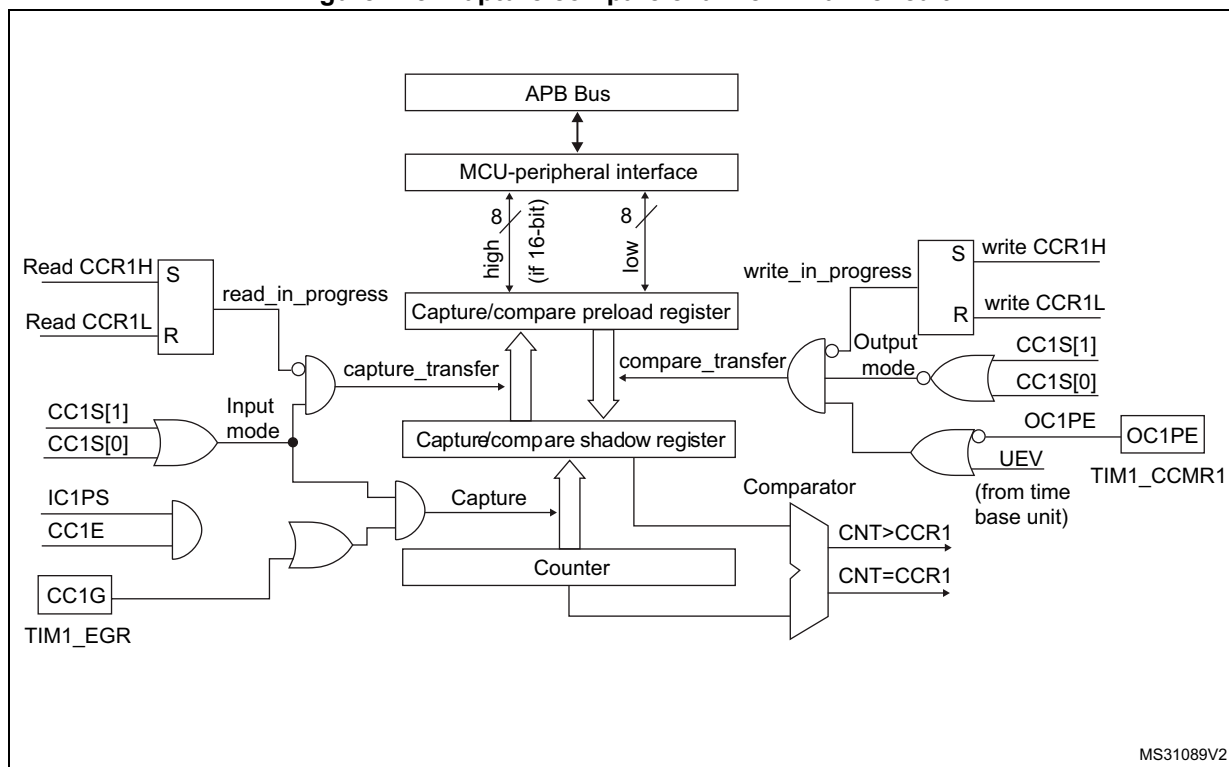 APB Bus
MCU-peripheral interface
8
high
(if 16-bit)
8
low
Read CCR1H
S
read_in_progress
Read CCR1L
R
write_in_progress
S
write CCR1H
R
write CCR1L
Capture/compare preload register
capture_transfer
compare_transfer
Output
mode
CC1S[1]
CC1S[0]
CC1S[1]
CC1S[0]
Input
mode
Capture/compare shadow register
OC1PE
OC1PE
UEV
TIM1_CCMR1
(from time
base unit)
IC1PS
CC1E
Capture
Comparator
CNT>CCR1
CNT=CCR1
Counter
CC1G
TIM1_EGR
MS31089V2